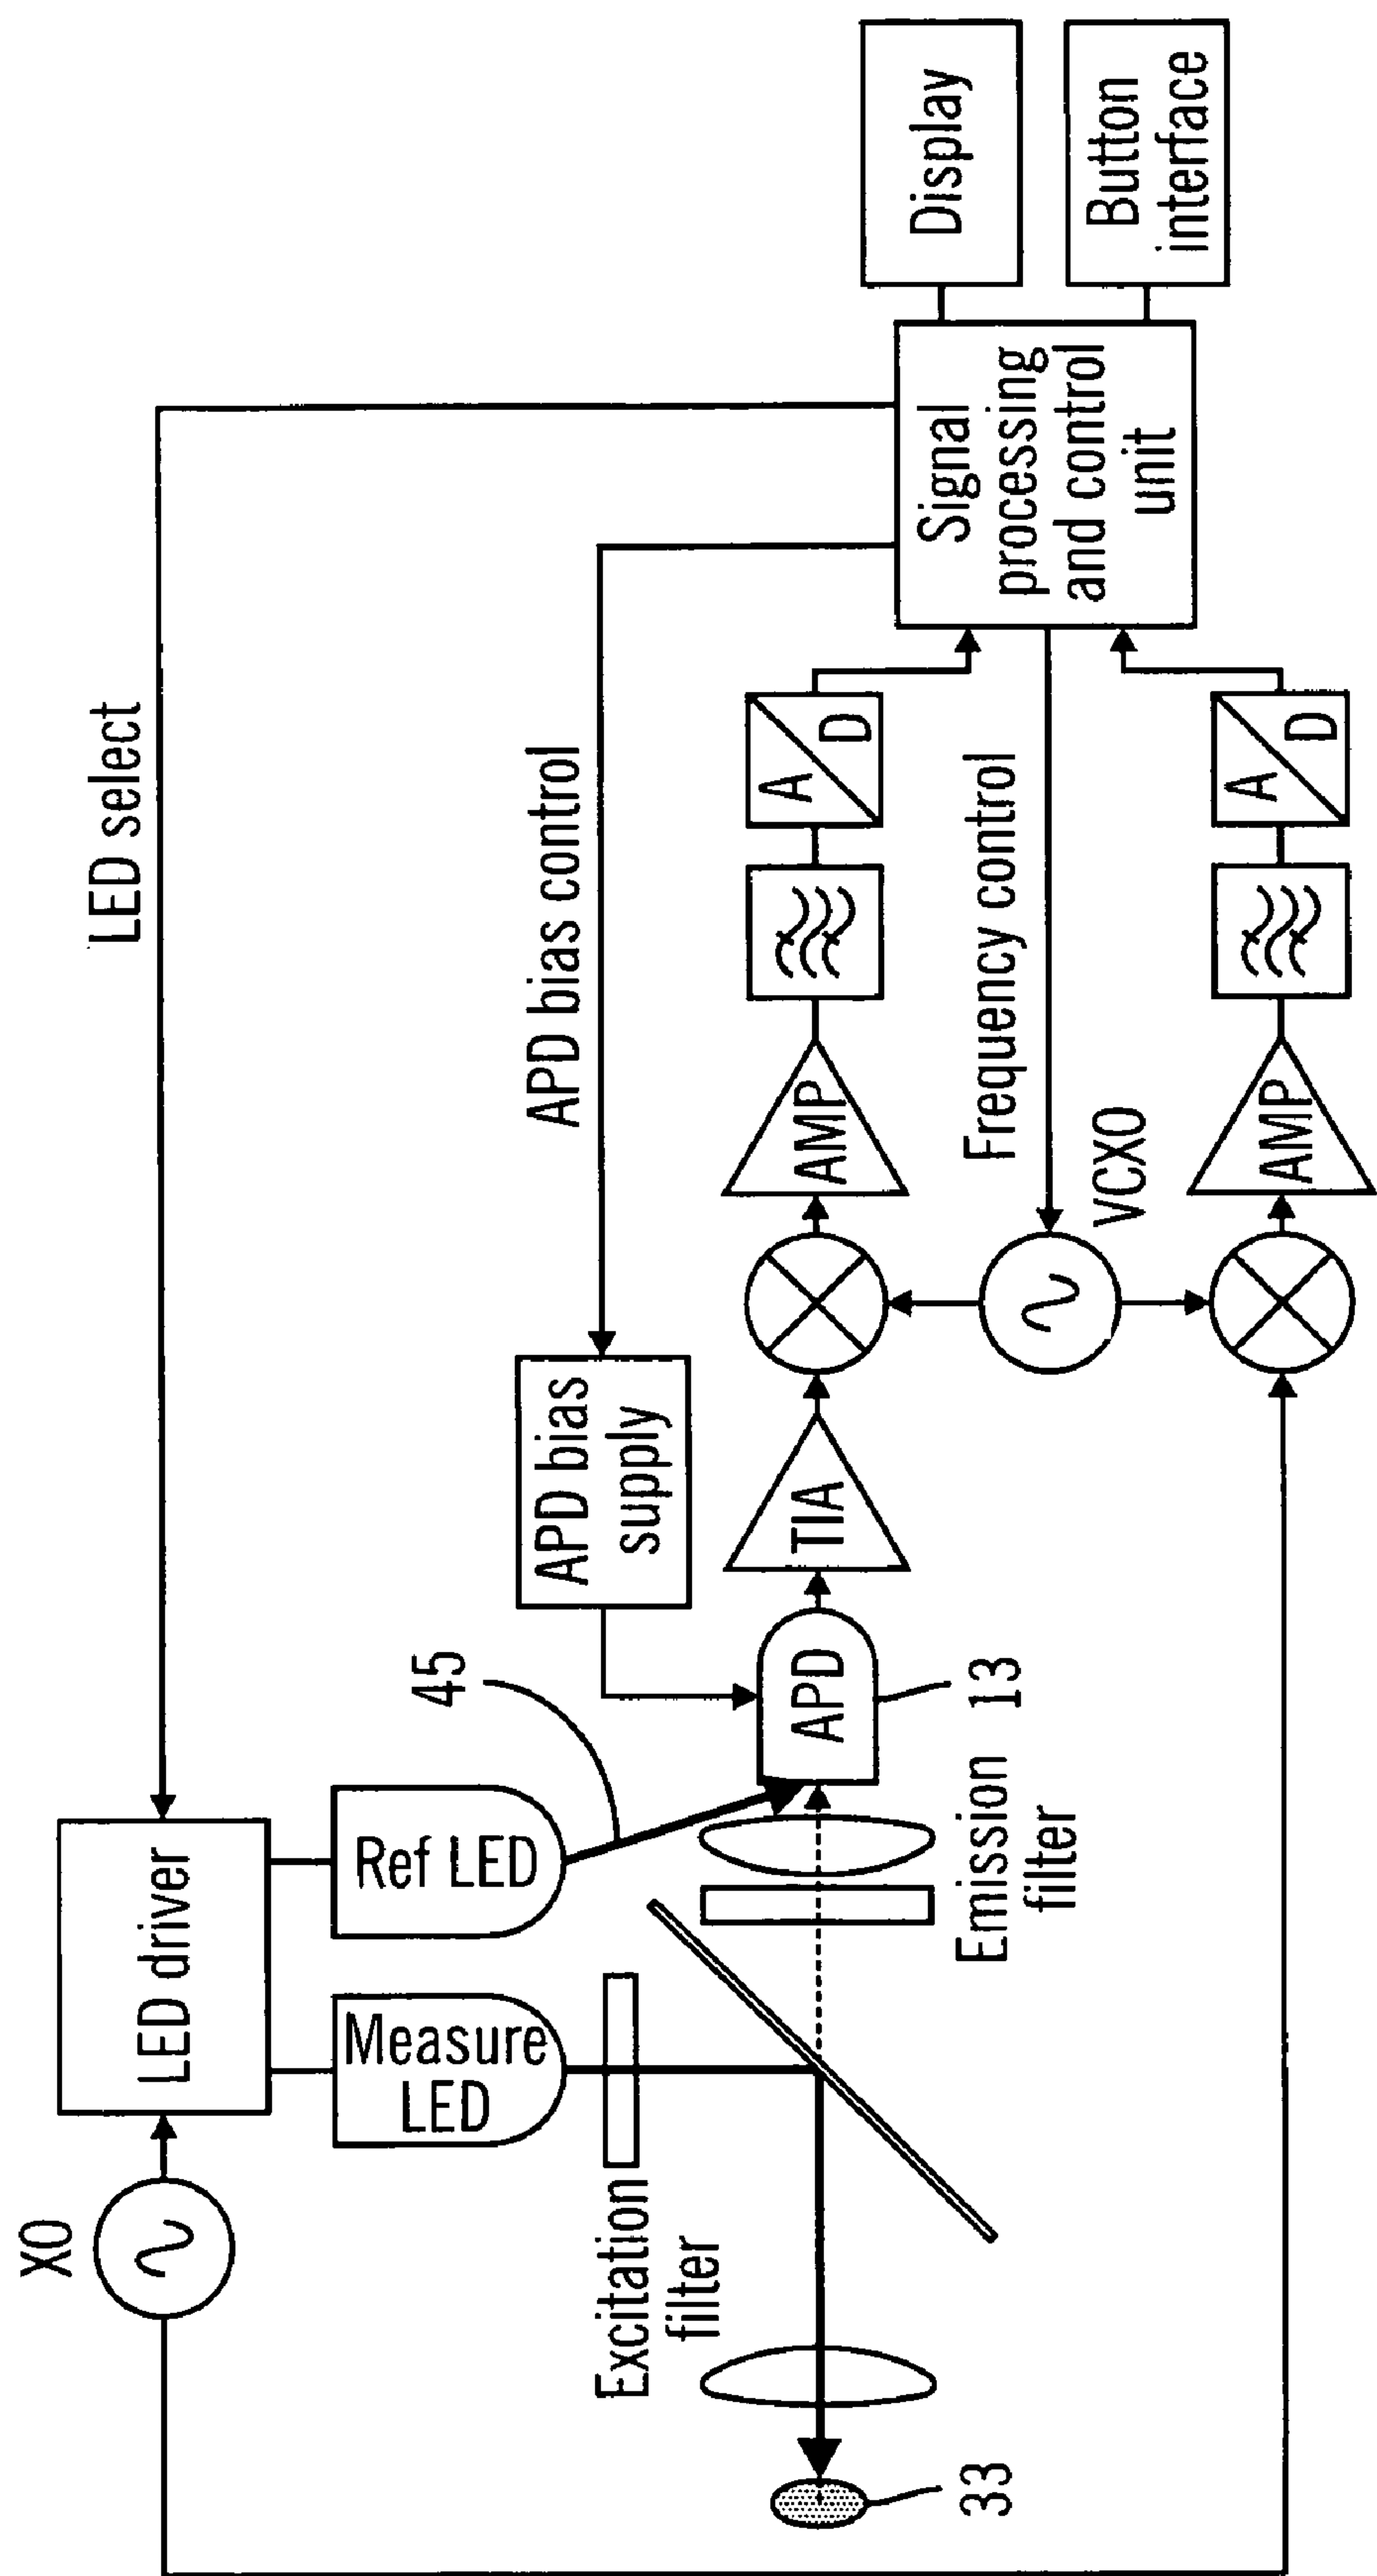 XO
LED driver
LED select
Measure
LED
Ref LED
45
APD bias
supply
APD bias control
Excitation
filter
33
Emission
filter
APD
13
TIA
AMP
A
D
VCXO
Frequency control
AMP
A
D
Signal
processing
and control
unit
Display
Button
interface